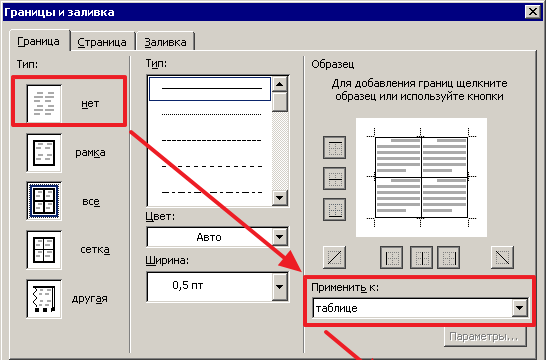 Границы и заливка
Граница
Страница
Заливка
Тип:
нет
рамка
все
сетка
другая
Тип:
Цвет:
Авто
Ширина:
0,5 пт
Образец
Для добавления границ щелкните
образец или используйте кнопки
Применить к:
таблице
Параметры...